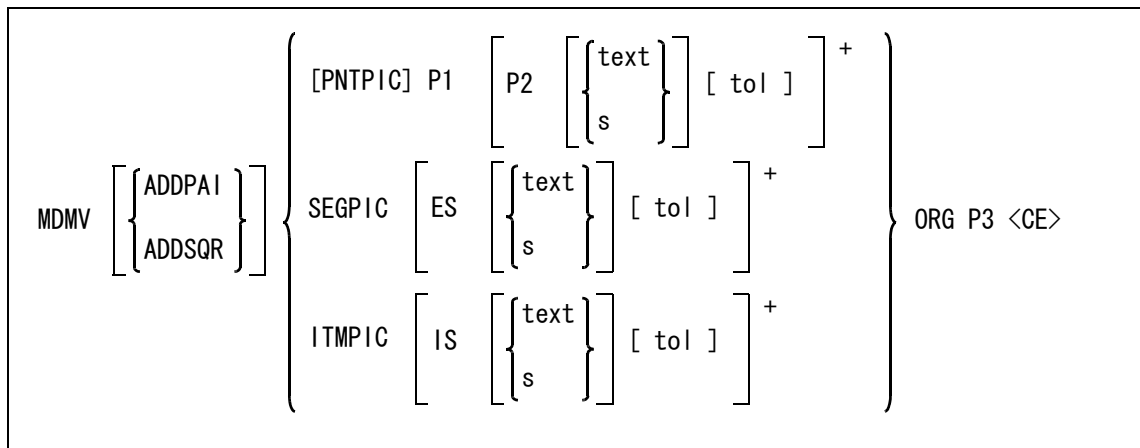 text
[PNTPIC] P1 P2 [ tol ] +
s
ADDPAI
text
MDMV SEGPIC ES [ tol ] + ORG P3 <CE>
ADDSQR
s
text
ITMPIC IS [ tol ] +
s